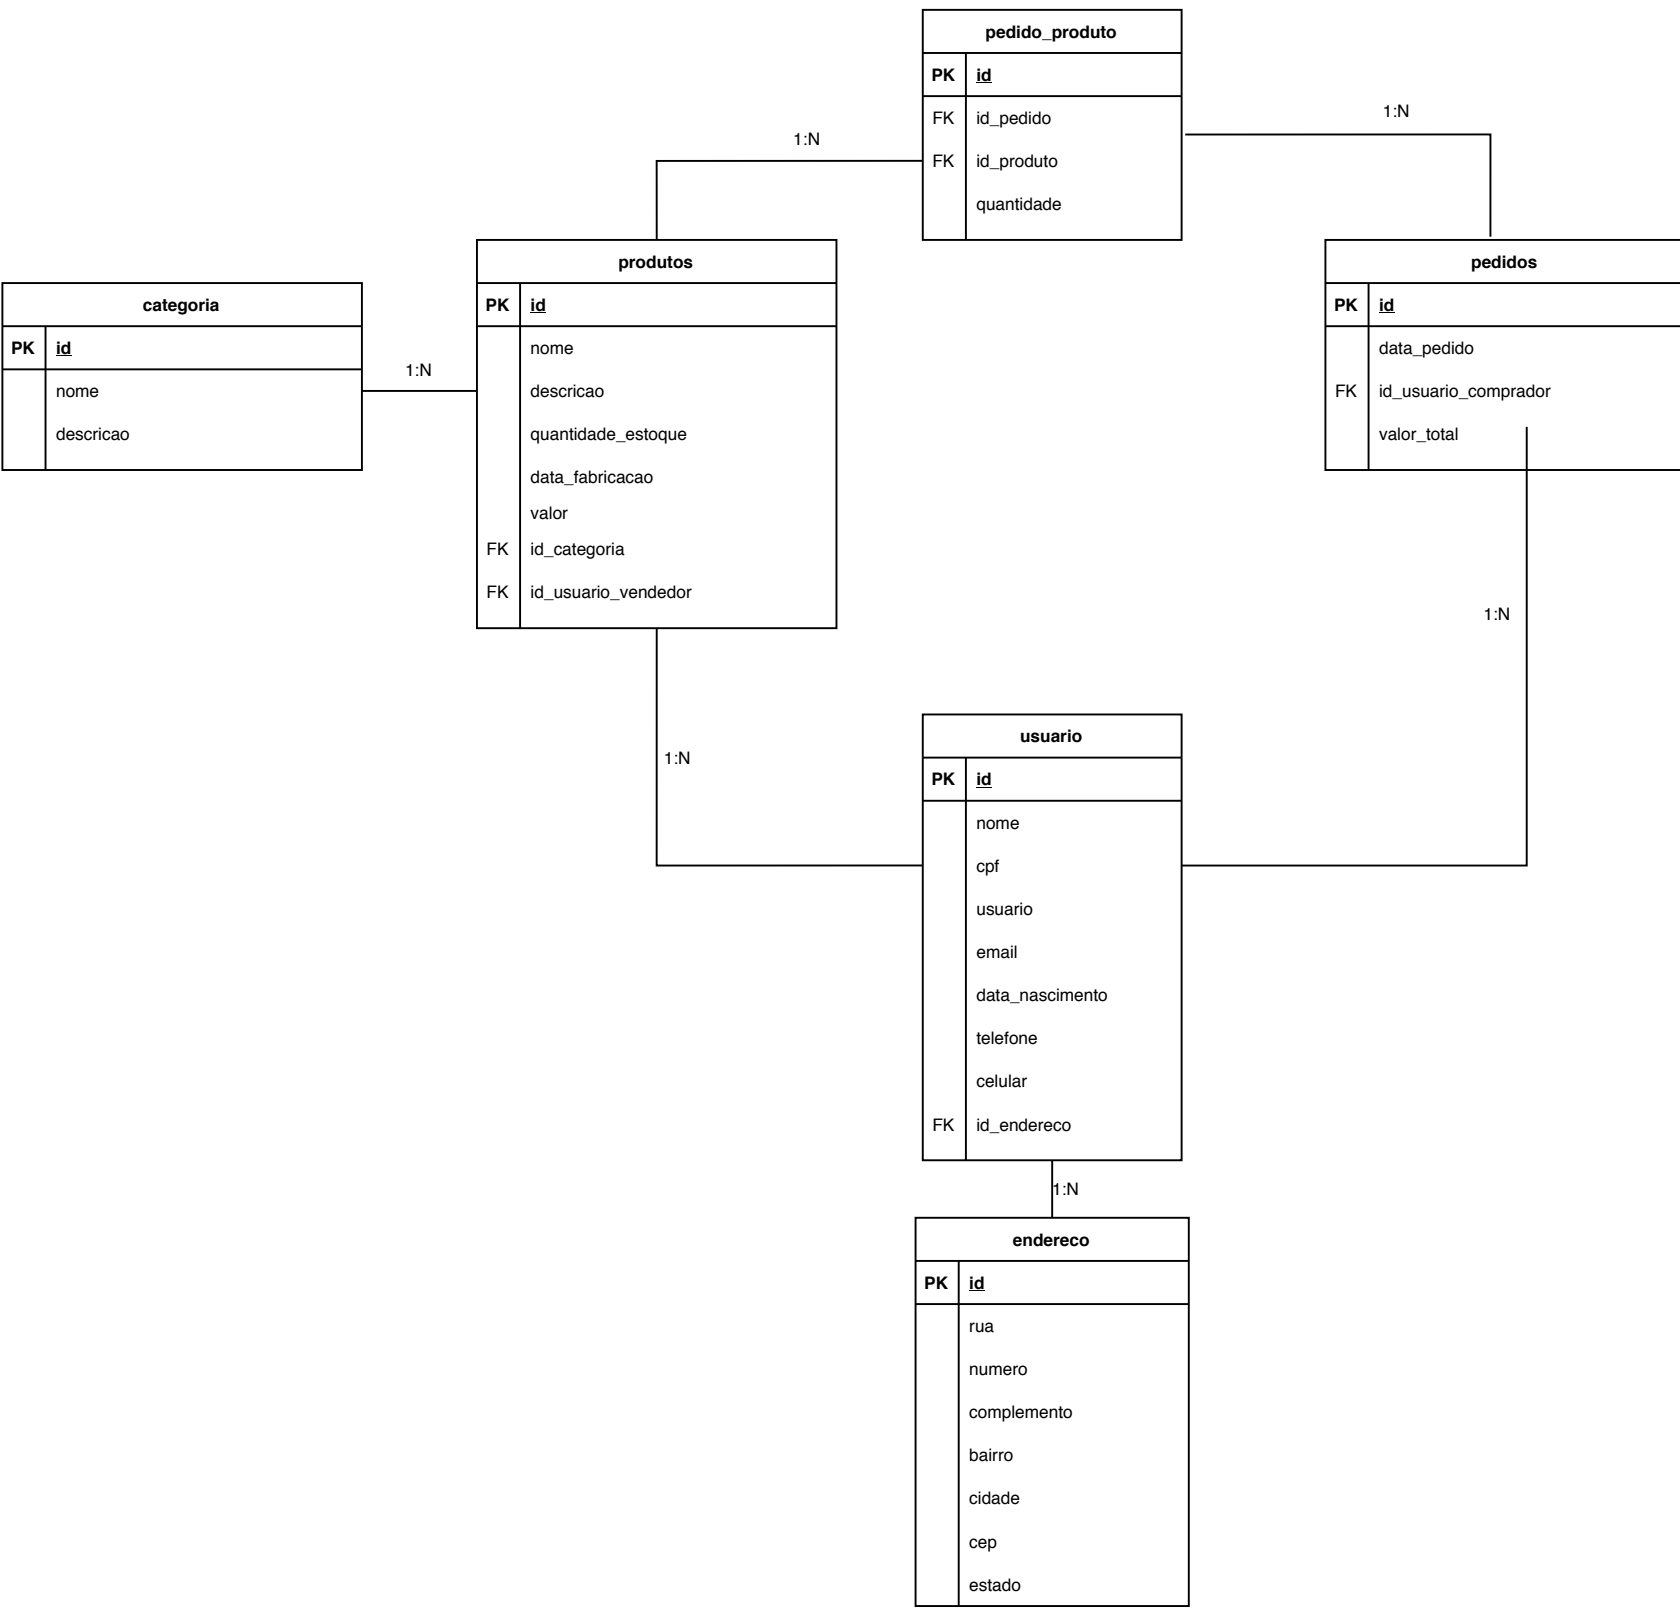 pedido_produto
PK id
FK id_pedido
FK id_produto
quantidade
1:N
1:N
produtos
PK id
nome
descricao
quantidade_estoque
data_fabricacao
valor
FK id_categoria
FK id_usuario_vendedor
pedidos
PK id
data_pedido
FK id_usuario_comprador
valor_total
categoria
PK id
nome
descricao
1:N
1:N
1:N
usuario
PK id
nome
cpf
usuario
email
data_nascimento
telefone
celular
FK id_endereco
1:N
endereco
PK id
rua
numero
complemento
bairro
cidade
cep
estado